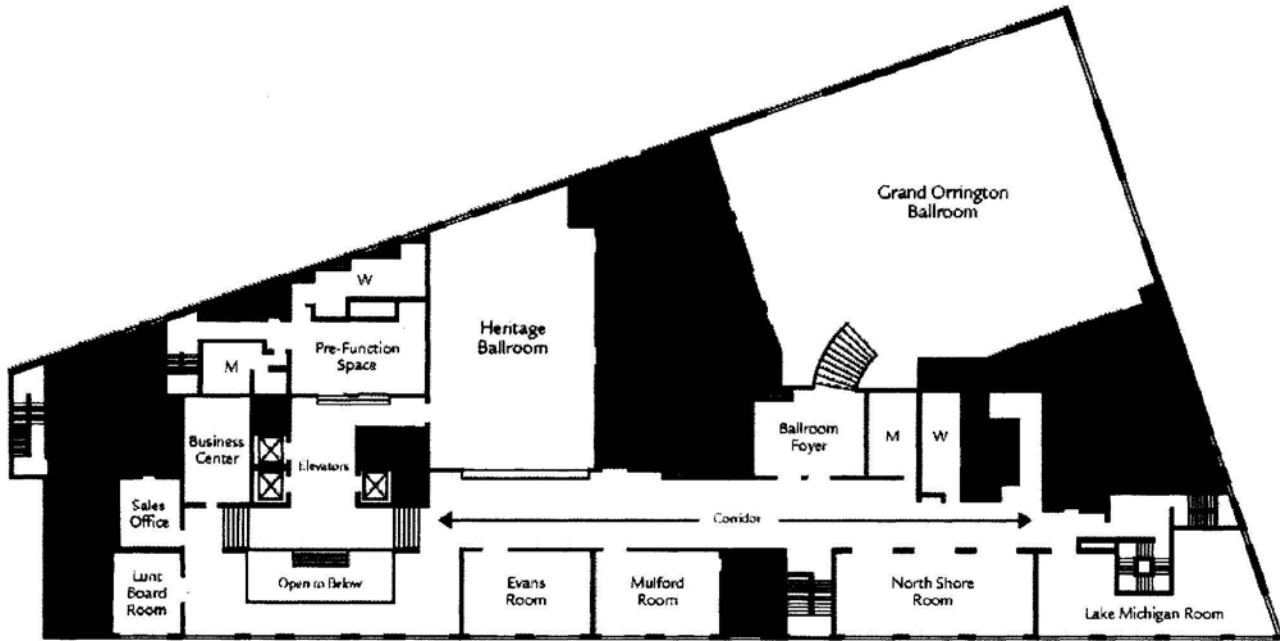 Grand Orrington
Ballroom
W
Heritage
Ballroom
Pre-Function
Space
M
Business
Center
Elevators
Ballroom
Foyer
M
W
Sales
Office
Corridor
Lunt
Board
Room
Open to Below
Evans
Room
Mulford
Room
North Shore
Room
Lake Michigan Room